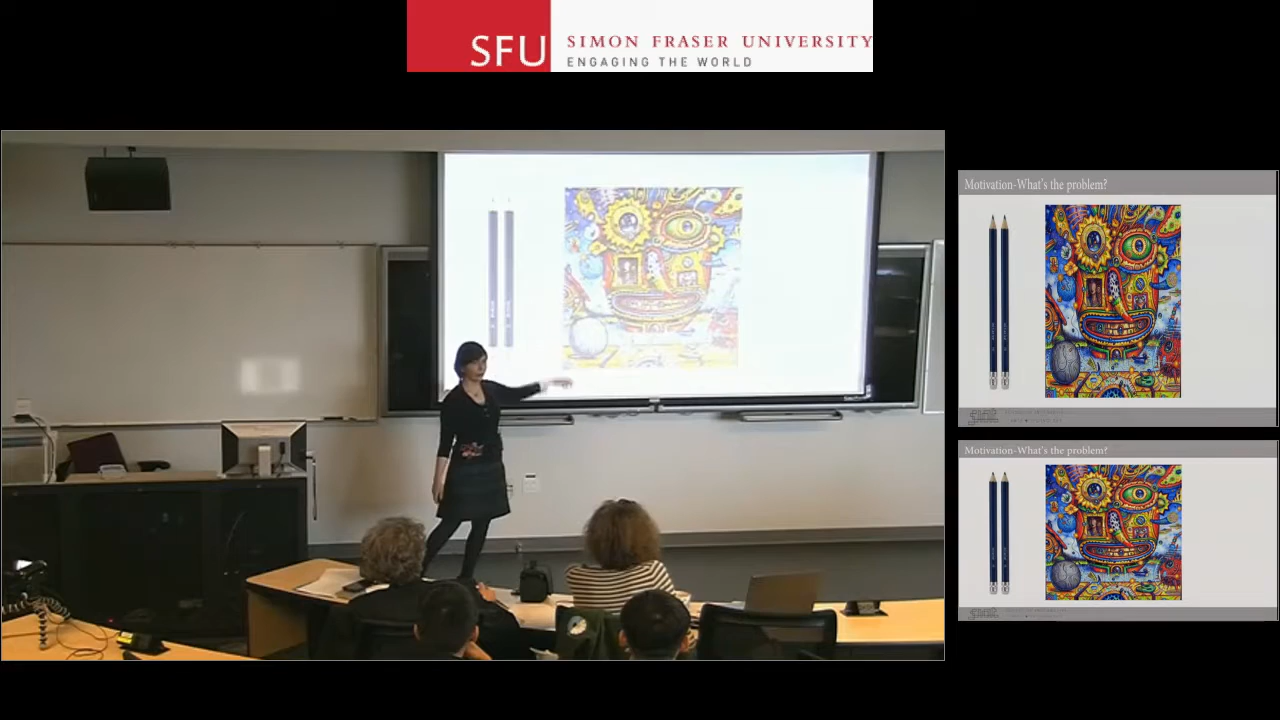 SFU
SIMON FRASER UNIVERSITY
ENGAGING THE WORLD
Motivation-What's the problem?
Motivation-What's the problem?